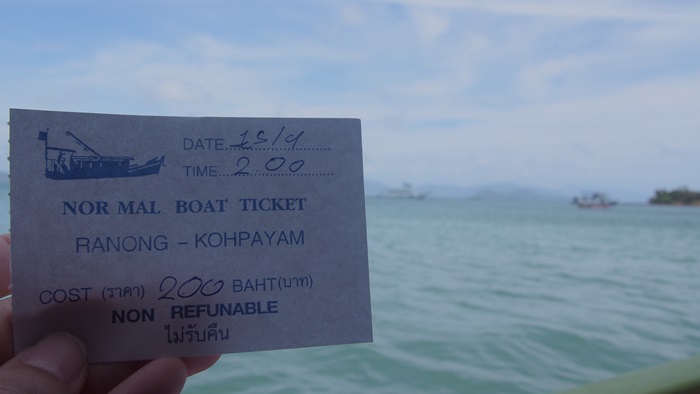 DATE 15/4
TIME 2 00
NOR MAL BOAT TICKET
RANONG - KOHPAYAM
COST (ราคา) 200 BAHT(บาท)
NON REFUNABLE
ไม่รับคืน